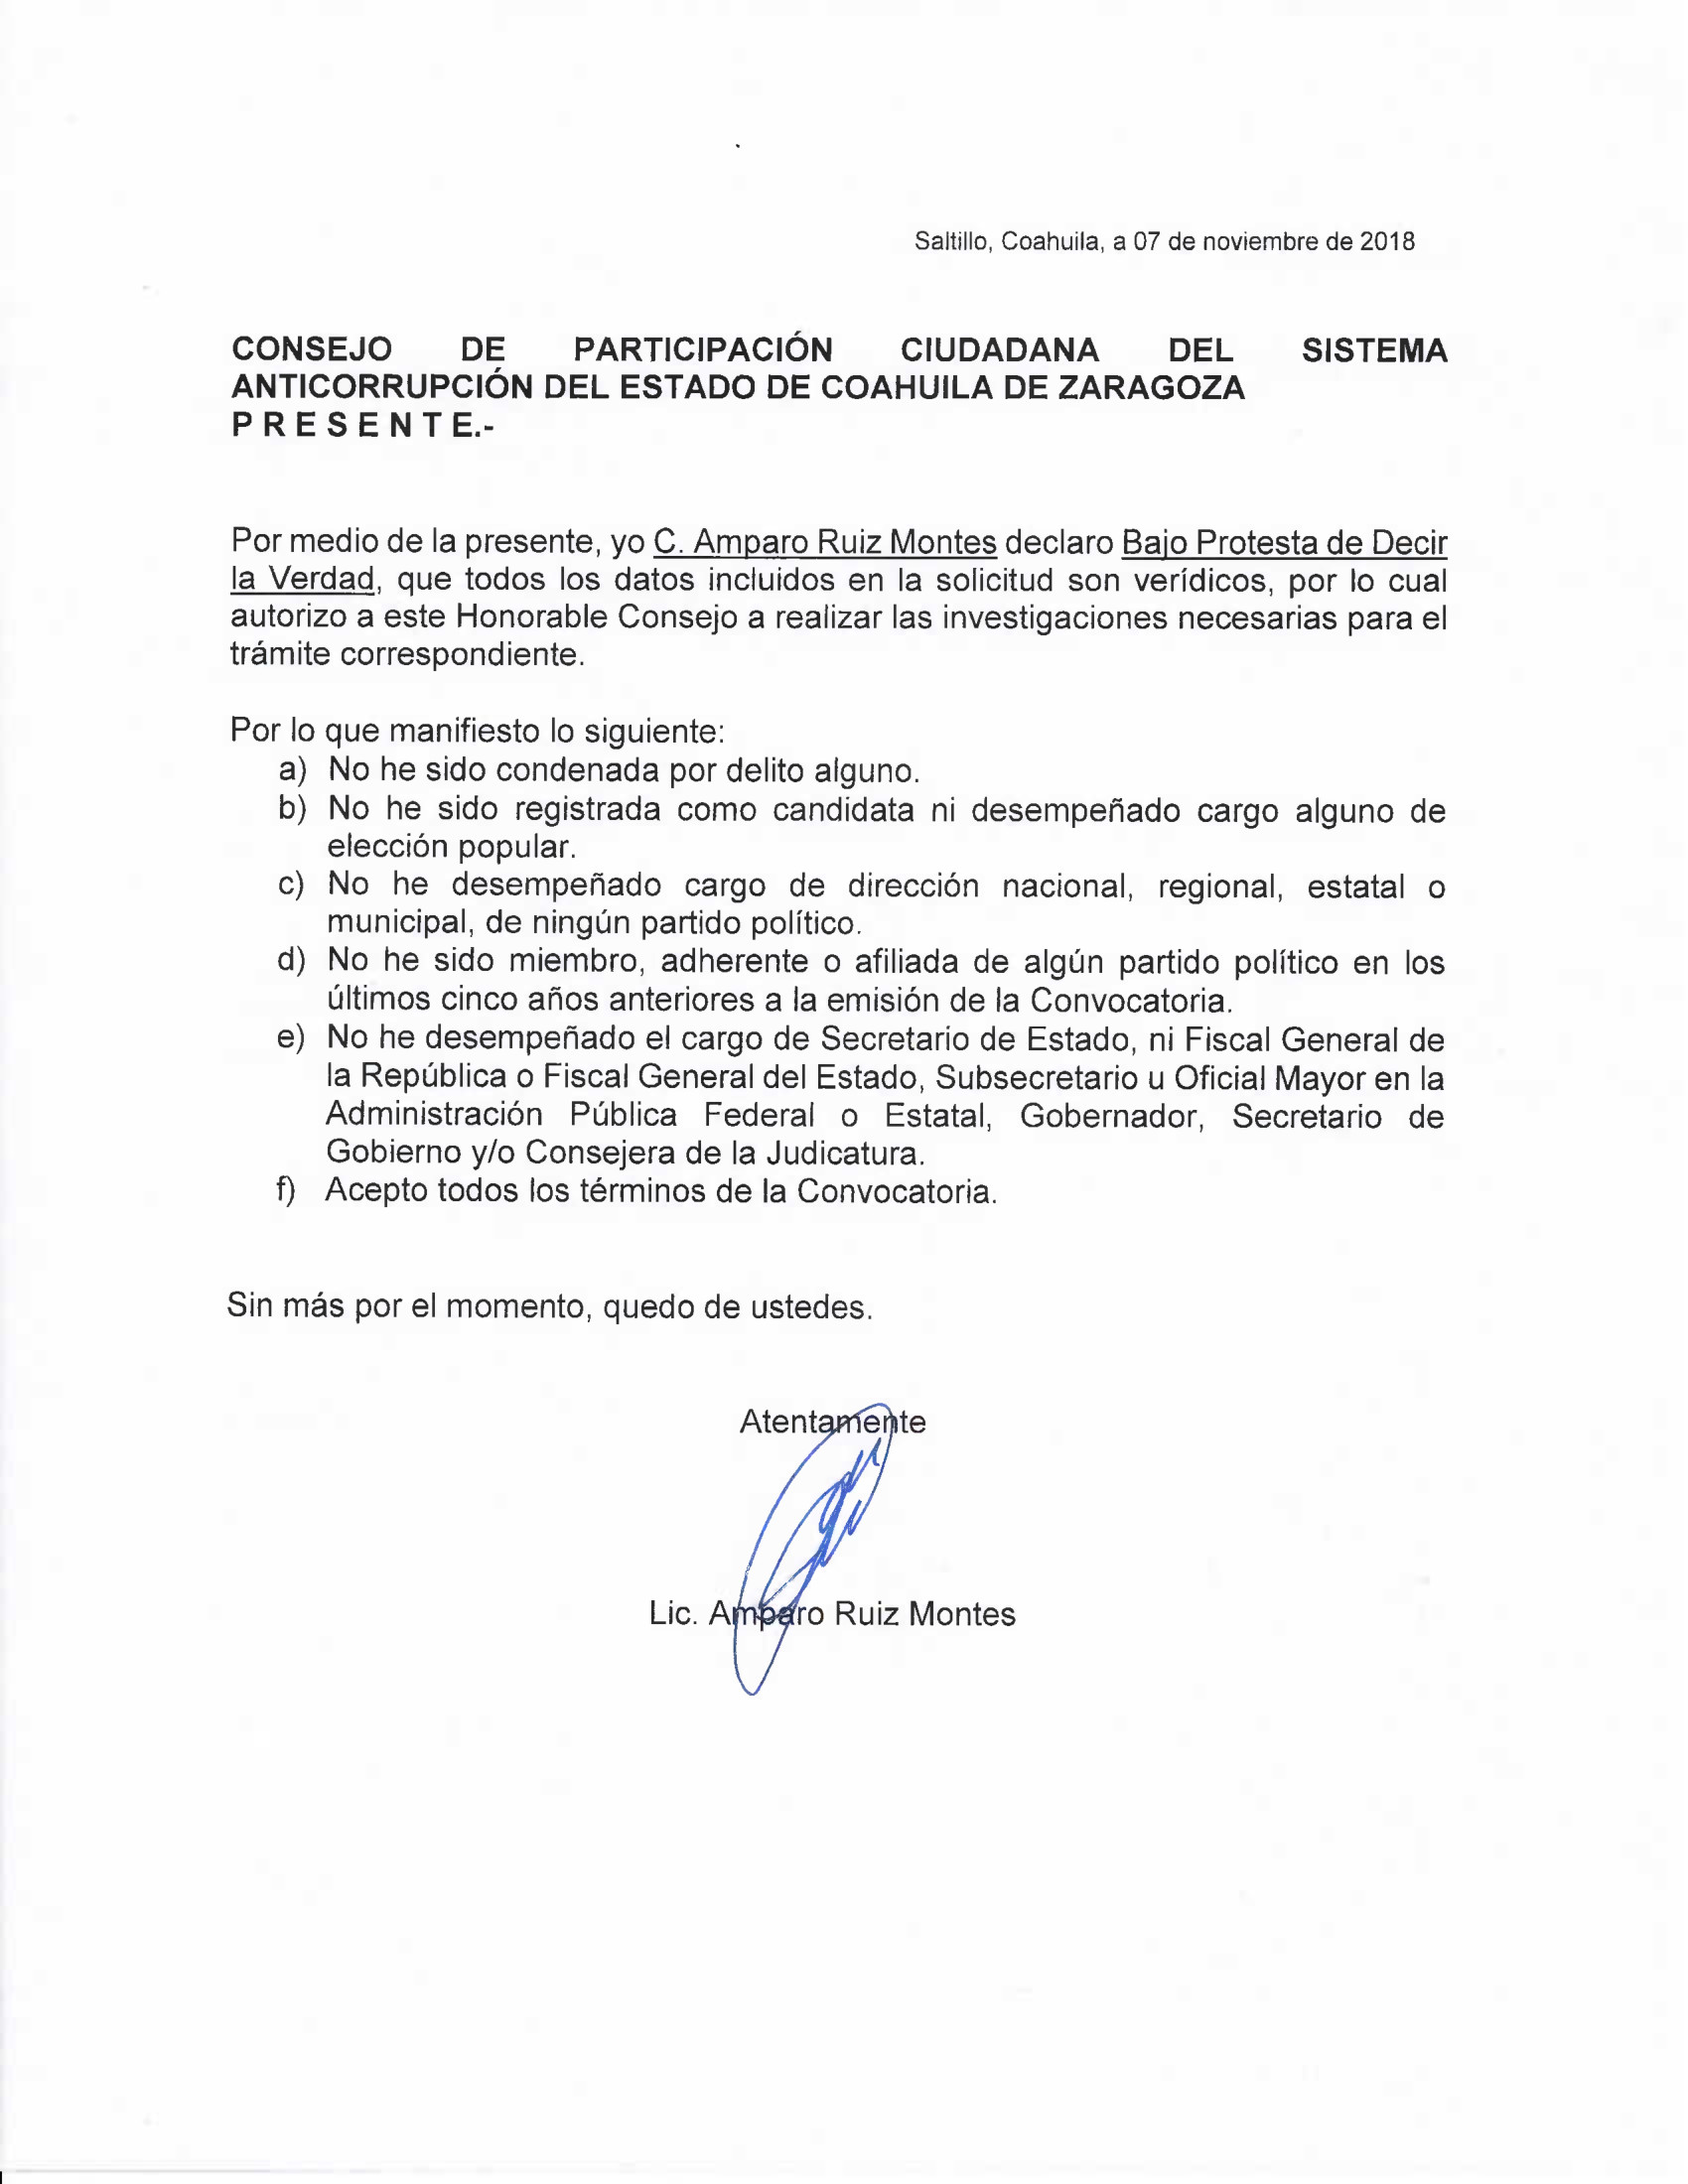 Saltillo, Coahuila, a 07 de noviembre de 2018
CONSEJO DE PARTICIPACIÓN CIUDADANA DEL SISTEMA
ANTICORRUPCIÓN DEL ESTADO DE COAHUILA DE ZARAGOZA
P R E S E N T E.-
Por medio de la presente, yo C. Amparo Ruiz Montes declaro Bajo Protesta de Decir
la Verdad, que todos los datos incluidos en la solicitud son verídicos, por lo cual
autorizo a este Honorable Consejo a realizar las investigaciones necesarias para el
trámite correspondiente.
Por lo que manifiesto lo siguiente:
a) No he sido condenada por delito alguno.
b) No he sido registrada como candidata ni desempeñado cargo alguno de
elección popular.
c) No he desempeñado cargo de dirección nacional, regional, estatal o
municipal, de ningún partido político.
d) No he sido miembro, adherente o afiliada de algún partido político en los
últimos cinco años anteriores a la emisión de la Convocatoria.
e) No he desempeñado el cargo de Secretario de Estado, ni Fiscal General de
la República o Fiscal General del Estado, Subsecretario u Oficial Mayor en la
Administración Pública Federal o Estatal, Gobernador, Secretario de
Gobierno y/o Consejera de la Judicatura.
f) Acepto todos los términos de la Convocatoria.
Sin más por el momento, quedo de ustedes.
Atentamente
Lic. Amparo Ruiz Montes